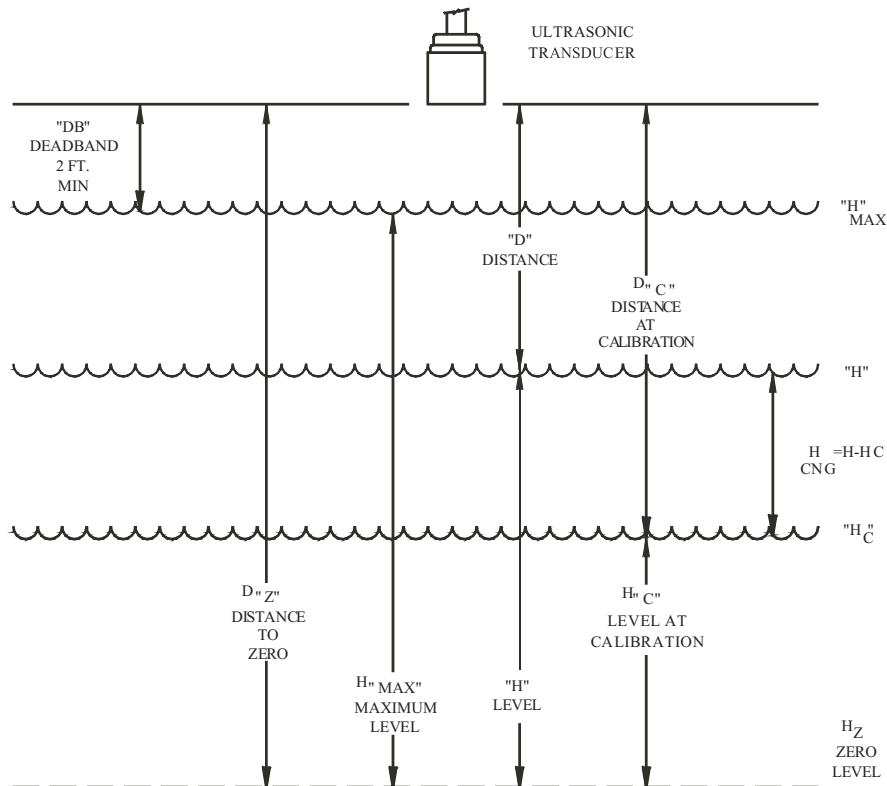 ULTRASONIC
TRANSDUCER
"DB"
DEADBAND
2 FT.
MIN
"H"
MAX
"D"
DISTANCE
D"C"
DISTANCE
AT
CALIBRATION
"H"
H =H-HC
CNG
"HC"
D"Z"
DISTANCE
TO
ZERO
H"C"
LEVEL AT
CALIBRATION
H"MAX"
MAXIMUM
LEVEL
"H"
LEVEL
HZ
ZERO
LEVEL